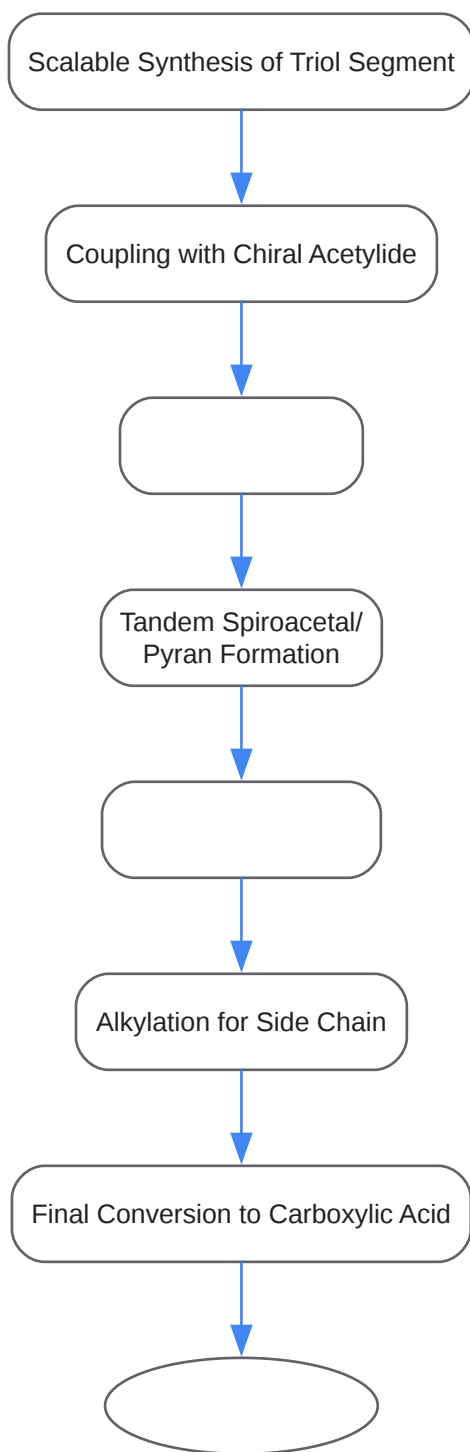 Scalable Synthesis of Triol Segment
Coupling with Chiral Acetylide
Tandem Spiroacetal/
Pyran Formation
Alkylation for Side Chain
Final Conversion to Carboxylic Acid